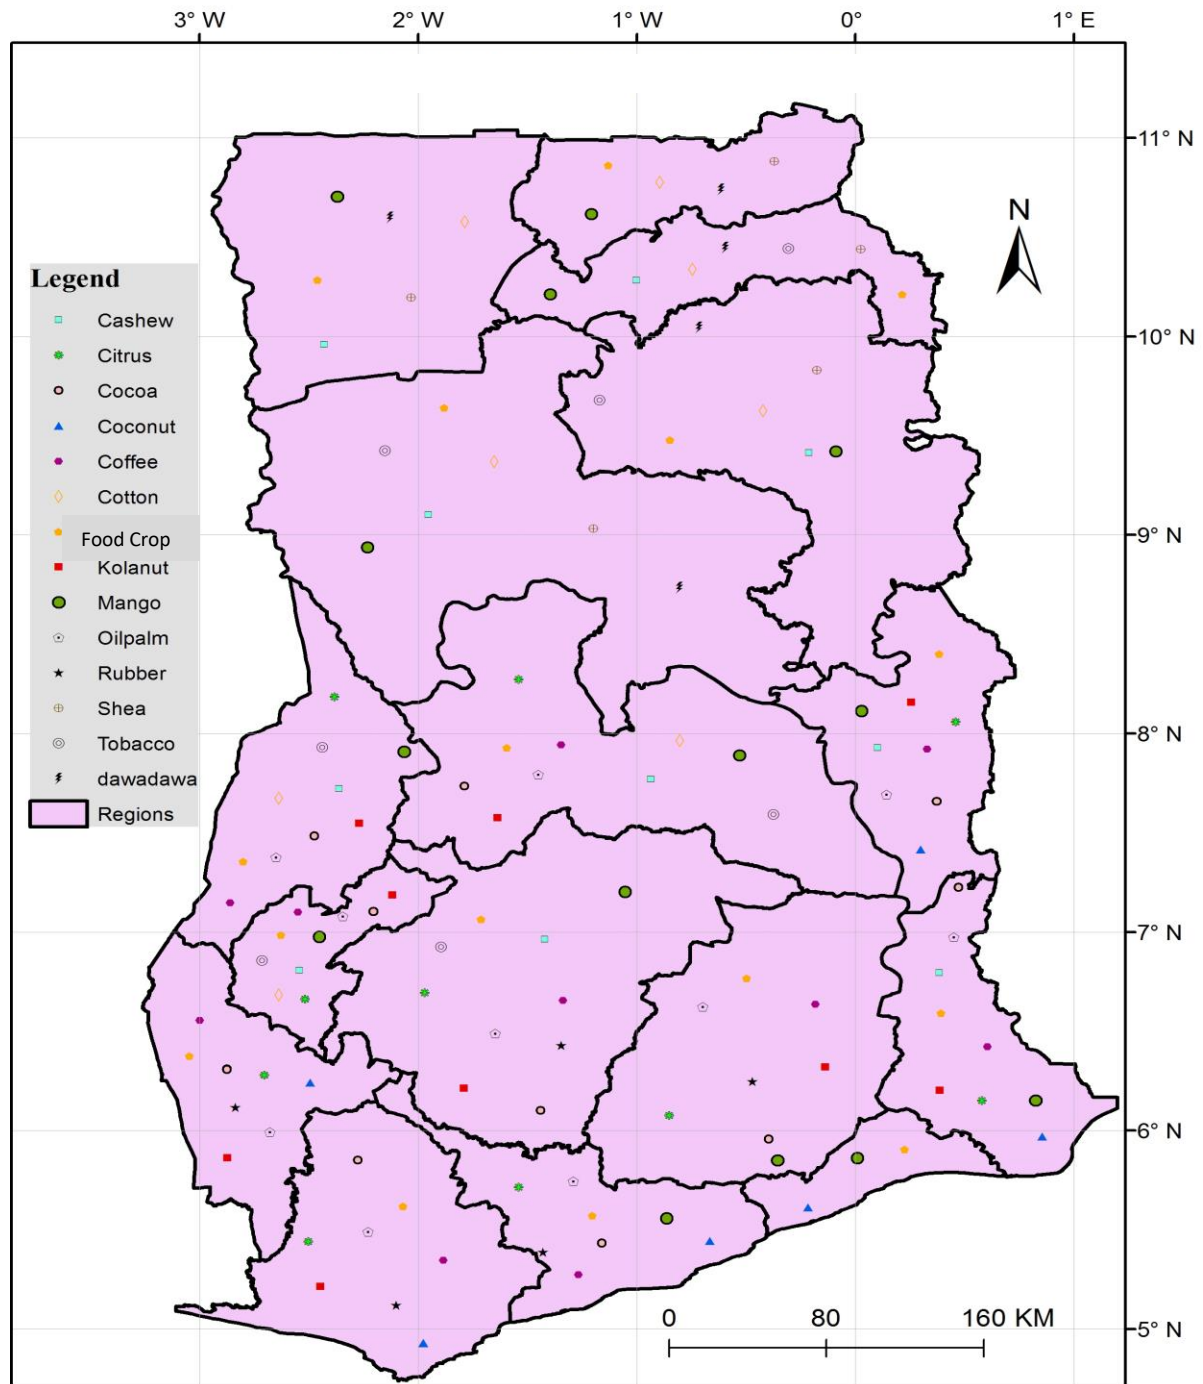 3° W 2° W 1° W 0° 1° E
11° N
N
Legend
Cashew
10° N
Citrus
Cocoa
Coconut
Coffee
Cotton
9° N
Food Crop
Kolanut
Mango
Oilpalm
Rubber
Shea
8° N
Tobacco
dawadawa
Regions
7° N
6° N
0 80 160 KM
5° N